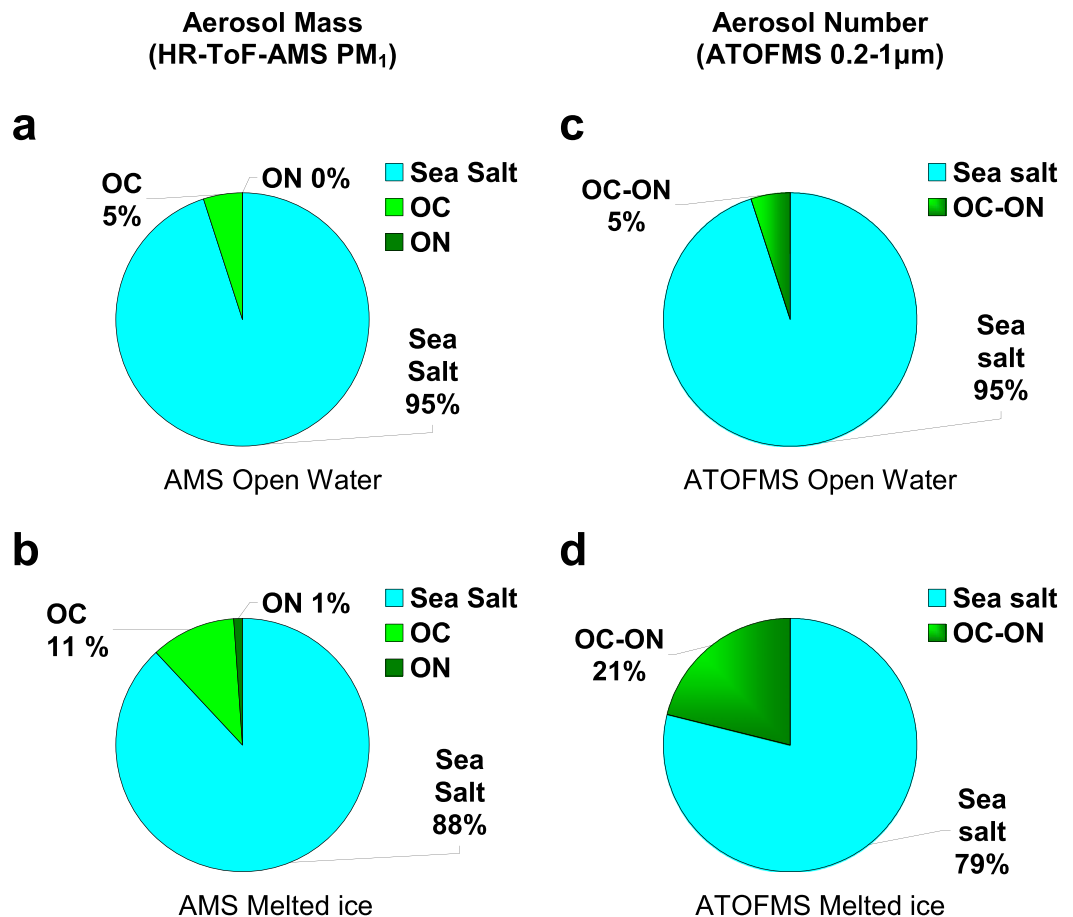 Aerosol Mass
(HR-ToF-AMS PM₁)
Aerosol Number
(ATOFMS 0.2-1µm)
a
OC
5%
ON 0%
Sea Salt
OC
ON
Sea
Salt
95%
AMS Open Water
c
OC-ON
5%
Sea salt
OC-ON
Sea
salt
95%
ATOFMS Open Water
b
OC
11 %
ON 1%
Sea Salt
OC
ON
Sea
Salt
88%
AMS Melted ice
d
OC-ON
21%
Sea salt
OC-ON
Sea
salt
79%
ATOFMS Melted ice